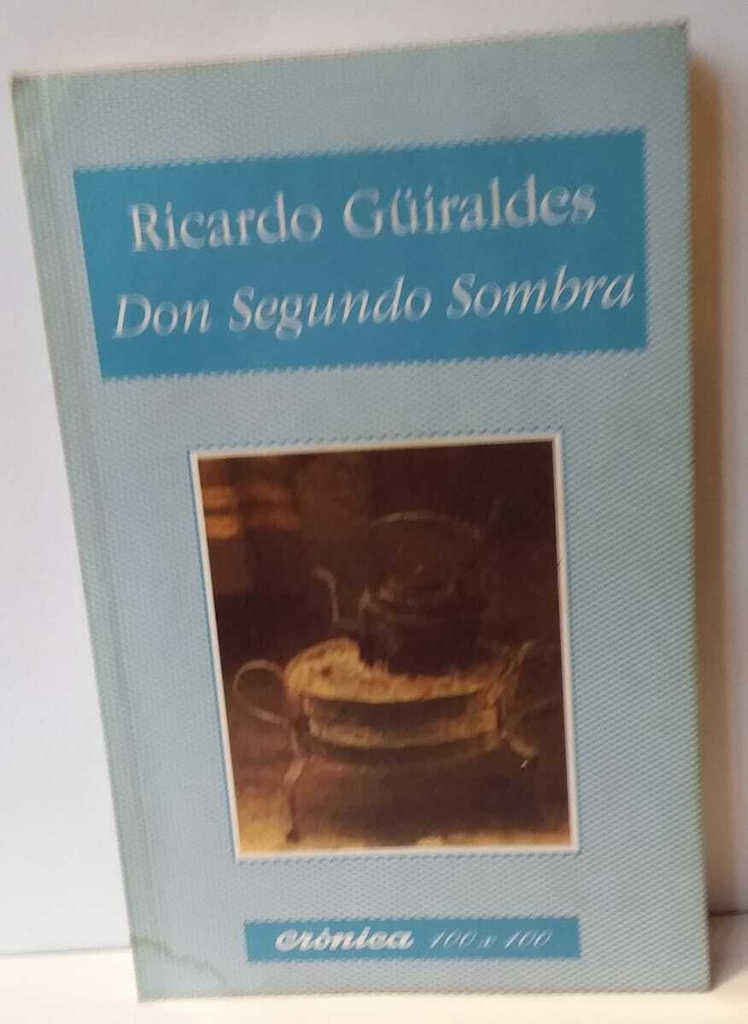 Ricardo Güiraldes
Don Segundo Sombra
crónica 100 x 100